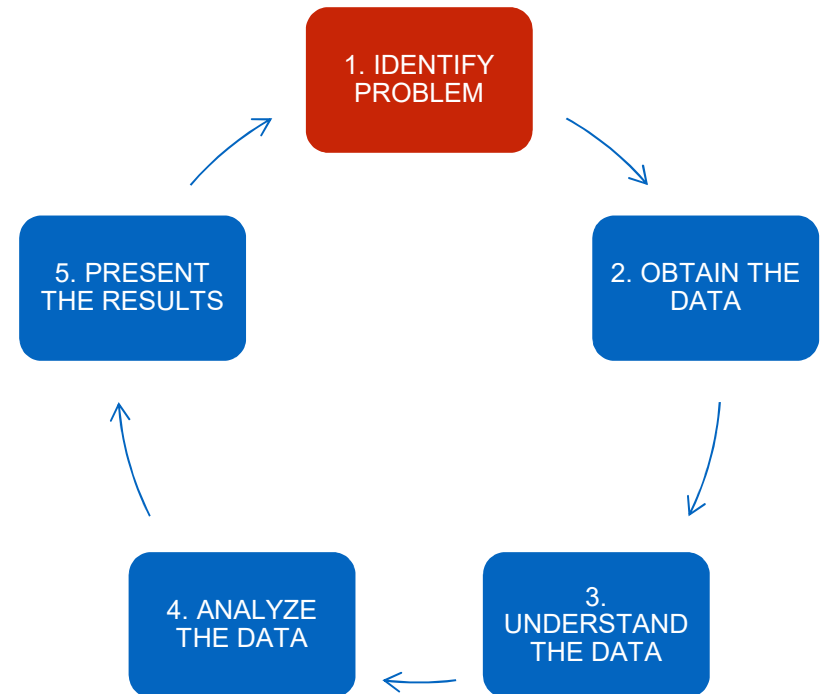 1. IDENTIFY
PROBLEM
2. OBTAIN THE
DATA
3.
UNDERSTAND
THE DATA
4. ANALYZE
THE DATA
5. PRESENT
THE RESULTS